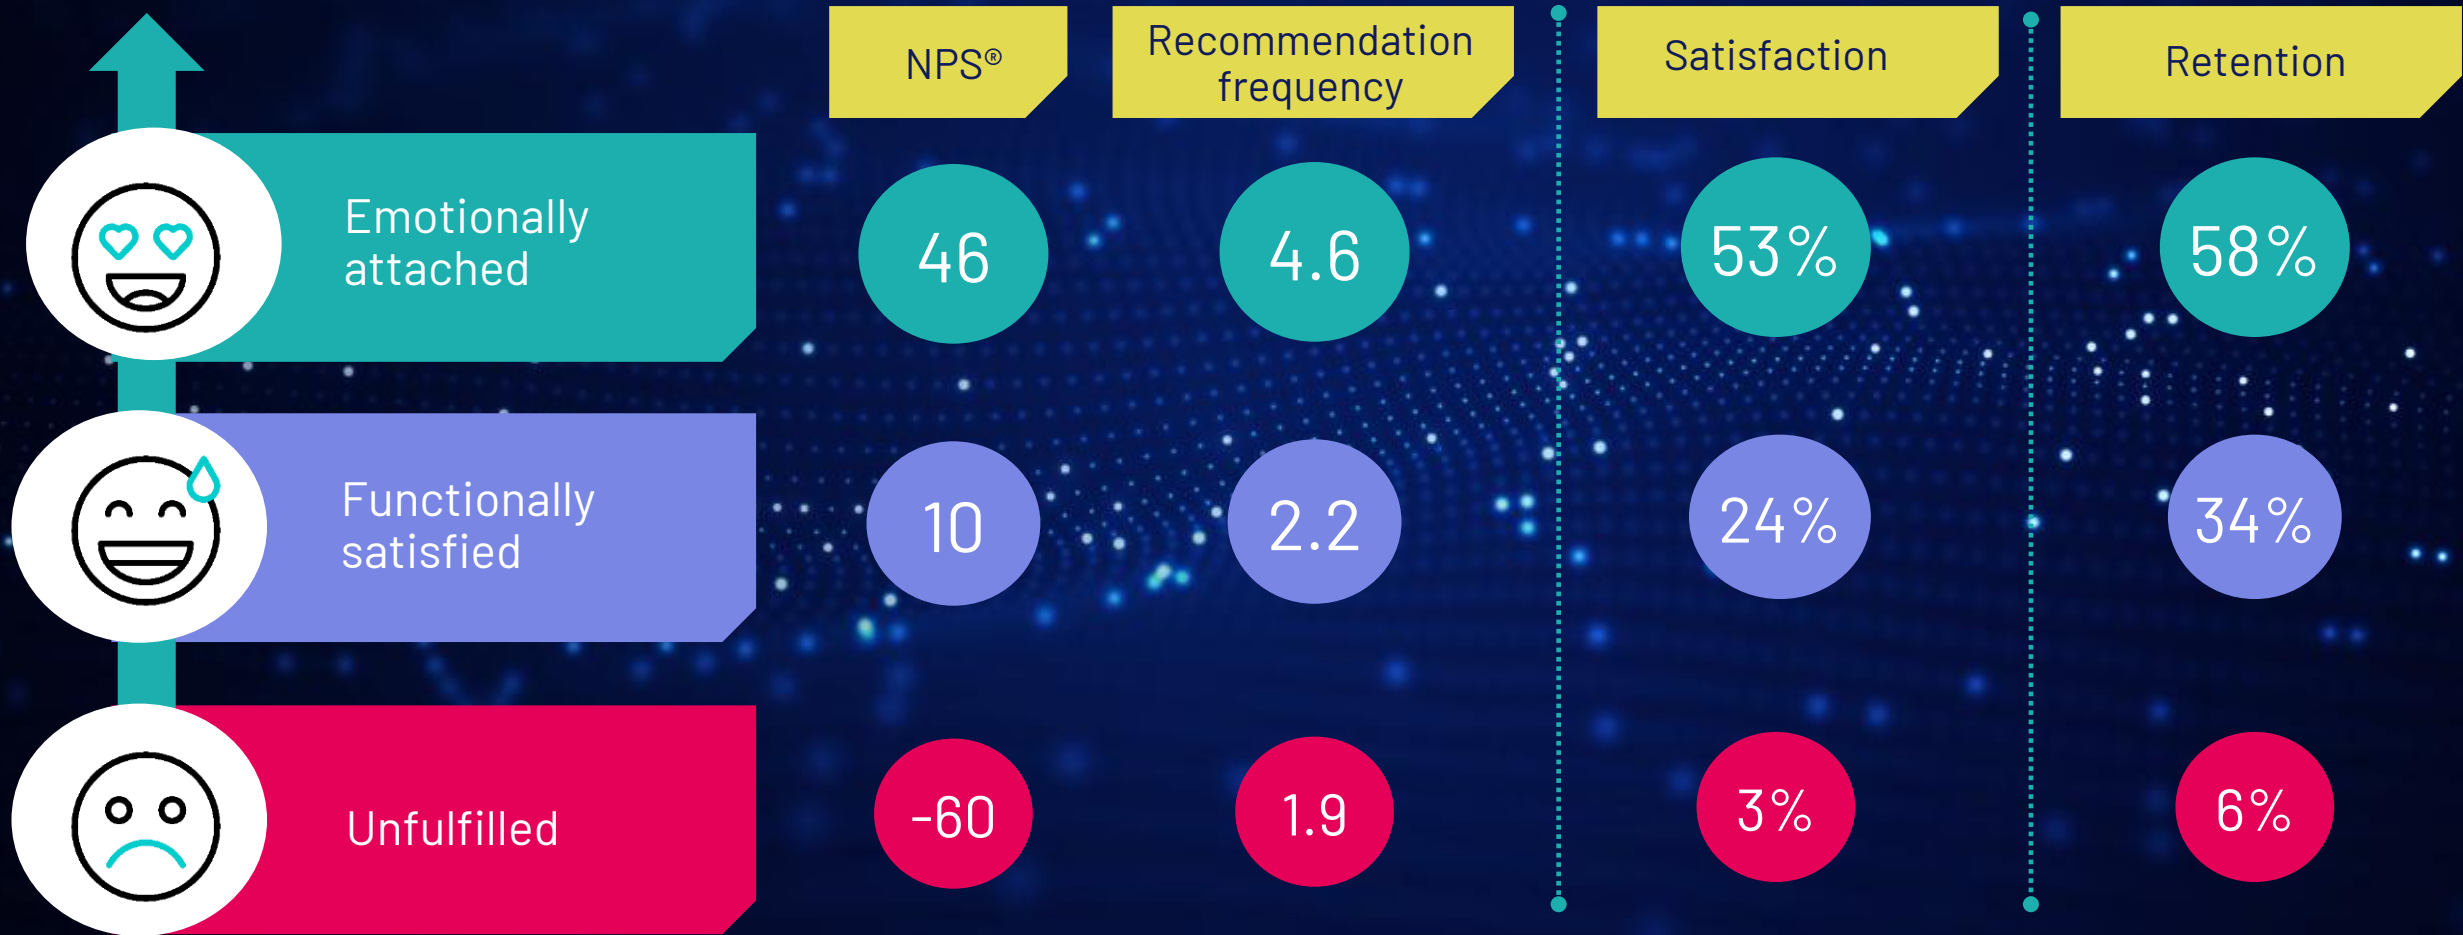 NPS®
Recommendation
frequency
Satisfaction
Retention
Emotionally
attached
46
4.6
53%
58%
Functionally
satisfied
10
2.2
24%
34%
Unfulfilled
-60
1.9
3%
6%